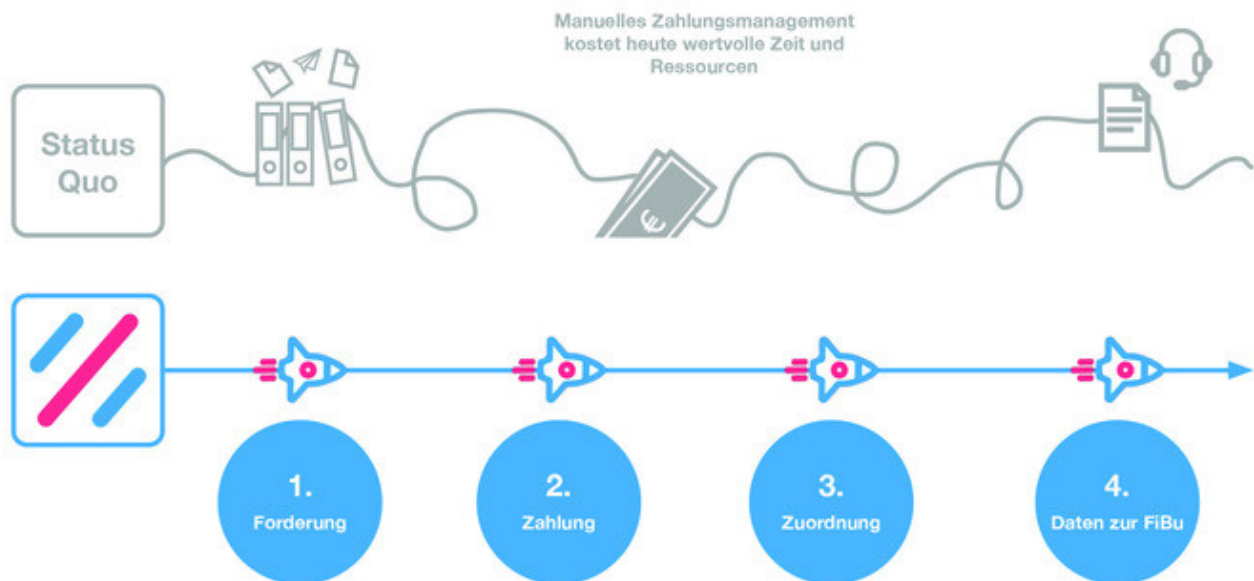 Manuelles Zahlungsmanagement
kostet heute wertvolle Zeit und
Ressourcen
Status
Quo
€
1.
Forderung
2.
Zahlung
3.
Zuordnung
4.
Daten zur FiBu